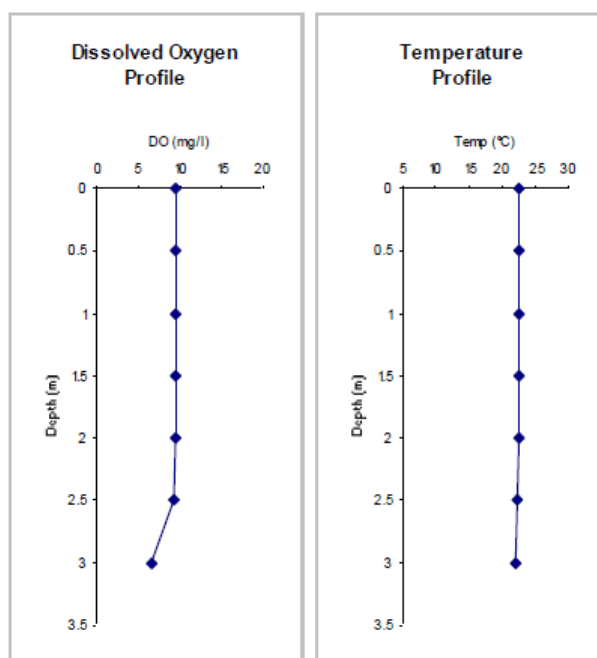 Dissolved Oxygen
Profile
DO (mg/l)
0 5 10 15 20
0
0.5
1
1.5
2
2.5
3
3.5
Depth (m)
Temperature
Profile
Temp (°C)
5 10 15 20 25 30
0
0.5
1
1.5
2
2.5
3
3.5
Depth (m)